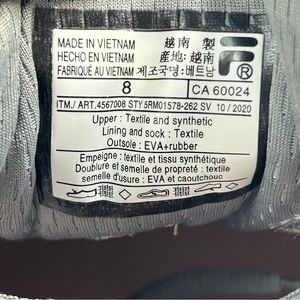 MADE IN VIETNAM 越南 製
HECHO EN VIETNAM 産地:越南
FABRIQUÉ AU VIETNAM 제조국명:베트남
8 CA 60024
ITM./ ART.4567008 STY 5RM01578-262 SV 10 / 2020
Upper : Textile and synthetic
Lining and sock : Textile
Outsole : EVA+rubber
Empeigne : textile et tissu synthétique
Doublure et semelle de propreté : textile
Semelle d'usure : EVA et caoutchouc